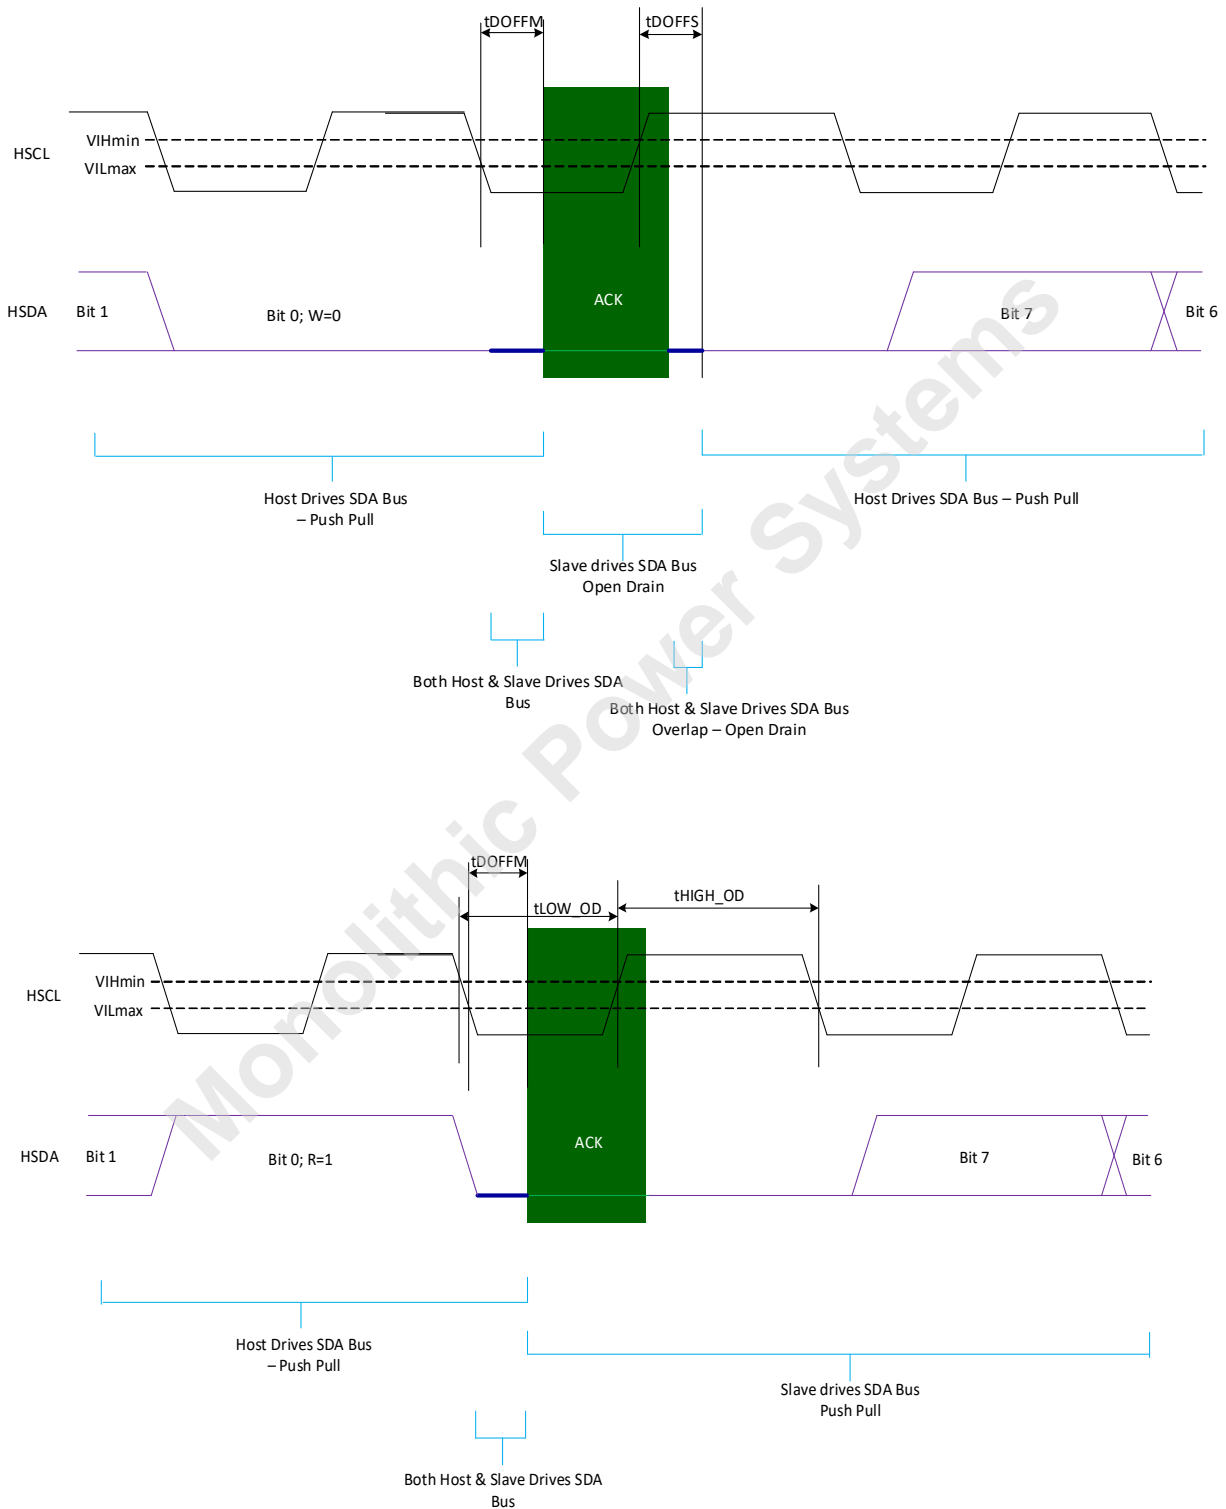 tDOFFM
tDOFFS
VIHmin
HSCL
VILmax
ACK
HSDA
Bit 1
Bit 0; W=0
Bit 7
Bit 6
Host Drives SDA Bus
– Push Pull
Host Drives SDA Bus – Push Pull
Slave drives SDA Bus
Open Drain
Both Host & Slave Drives SDA
Bus
Both Host & Slave Drives SDA Bus
Overlap – Open Drain
tDOFFM
tLOW_OD
tHIGH_OD
VIHmin
HSCL
VILmax
ACK
HSDA
Bit 1
Bit 0; R=1
Bit 7
Bit 6
Host Drives SDA Bus
– Push Pull
Slave drives SDA Bus
Push Pull
Both Host & Slave Drives SDA
Bus
Monolithic Power Systems